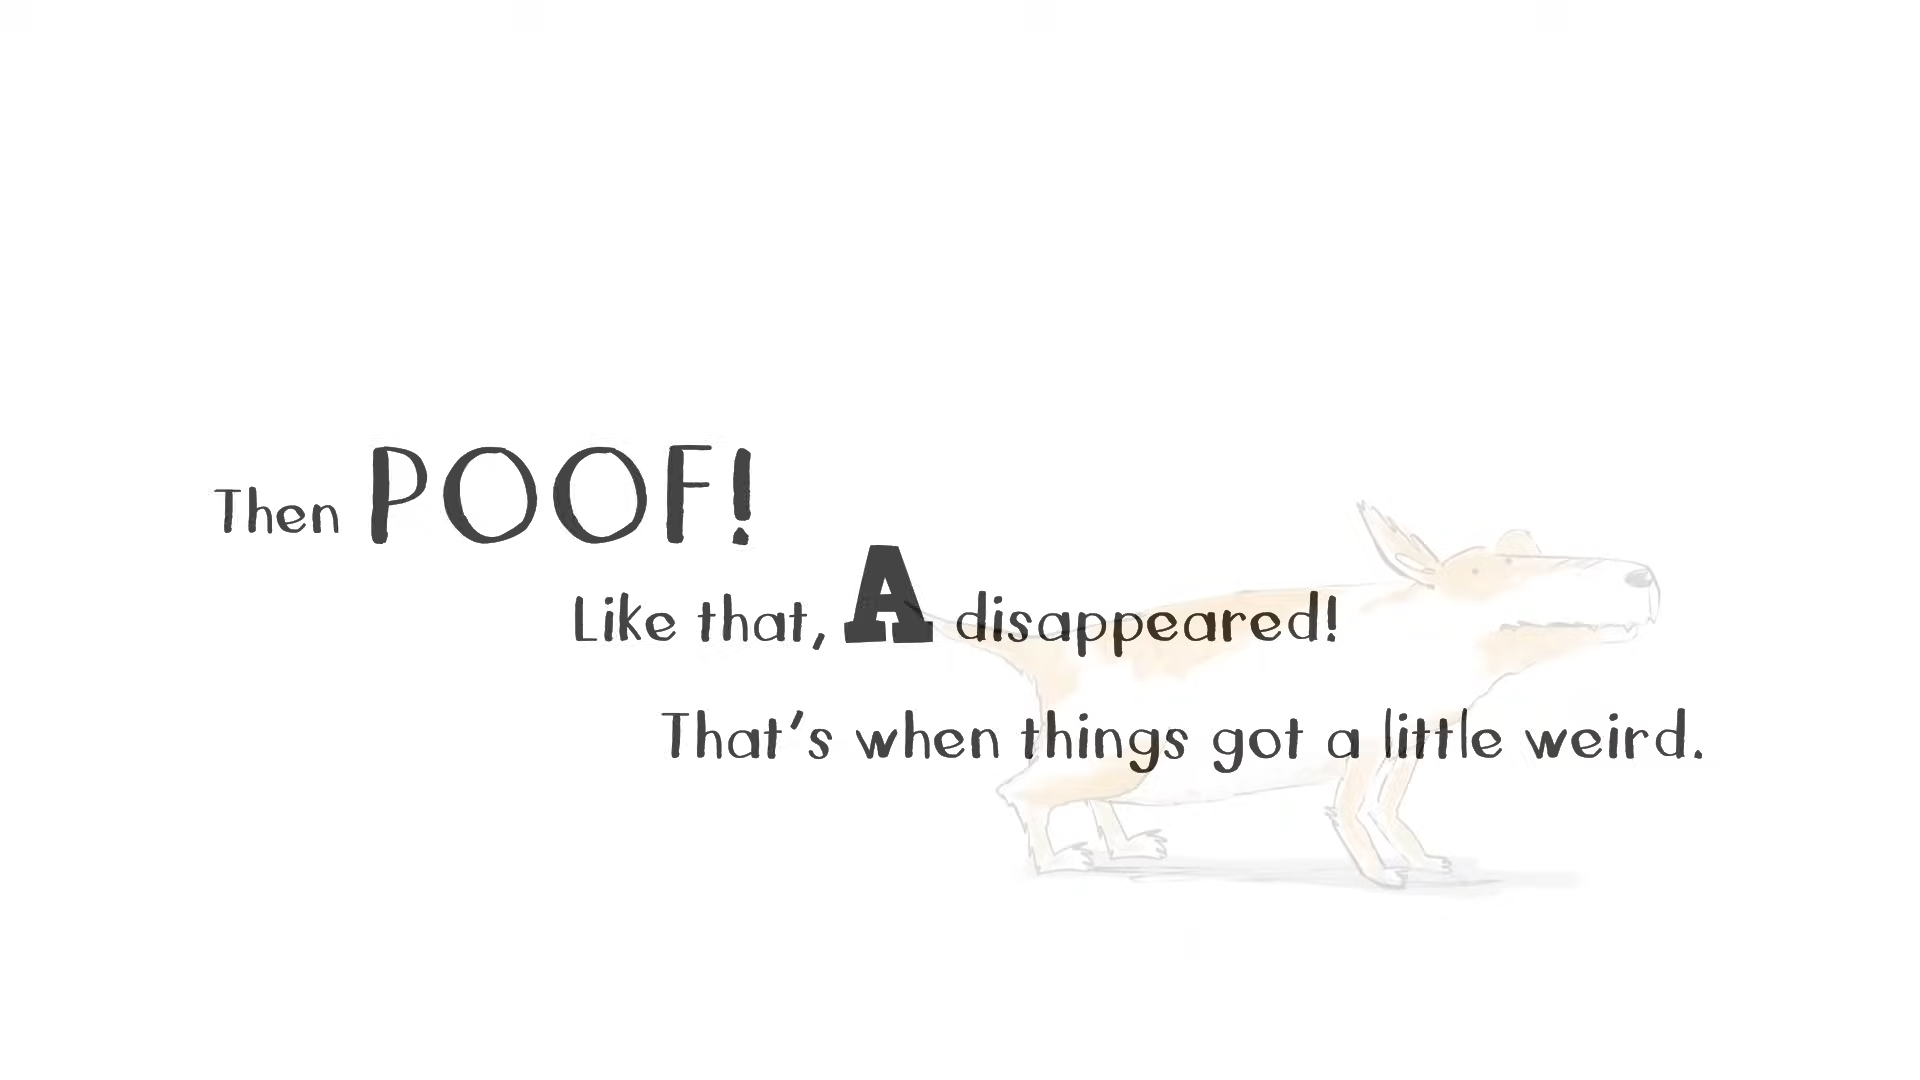 Then POOF!
Like that, A disappeared!
That's when things got a little weird.